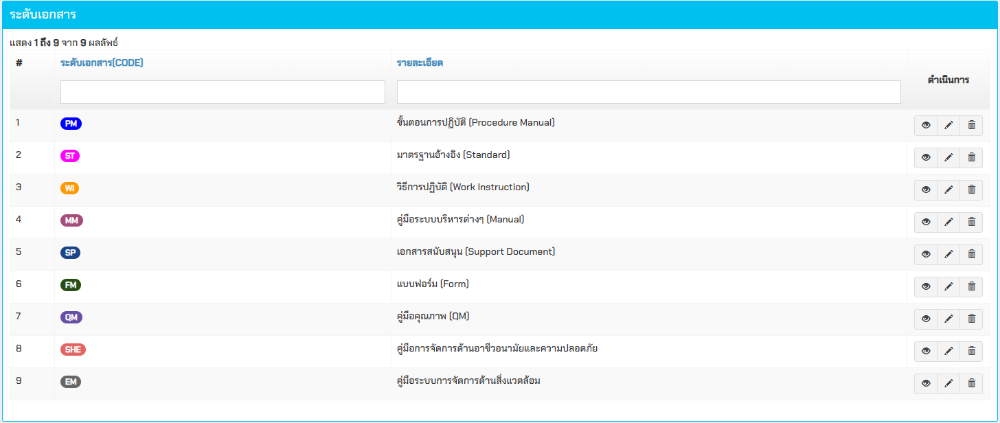 ระดับเอกสาร
แสดง 1 ถึง 9 จาก 9 ผลลัพธ์
# ระดับเอกสาร(CODE) รายละเอียด ดำเนินการ
1 PM ขั้นตอนการปฏิบัติ (Procedure Manual)
2 ST มาตรฐานอ้างอิง (Standard)
3 WI วิธีการปฏิบัติ (Work Instruction)
4 MM คู่มือระบบบริหารต่างๆ (Manual)
5 SP เอกสารสนับสนุน (Support Document)
6 FM แบบฟอร์ม (Form)
7 QM คู่มือคุณภาพ (QM)
8 SHE คู่มือการจัดการด้านอาชีวอนามัยและความปลอดภัย
9 EM คู่มือระบบการจัดการด้านสิ่งแวดล้อม